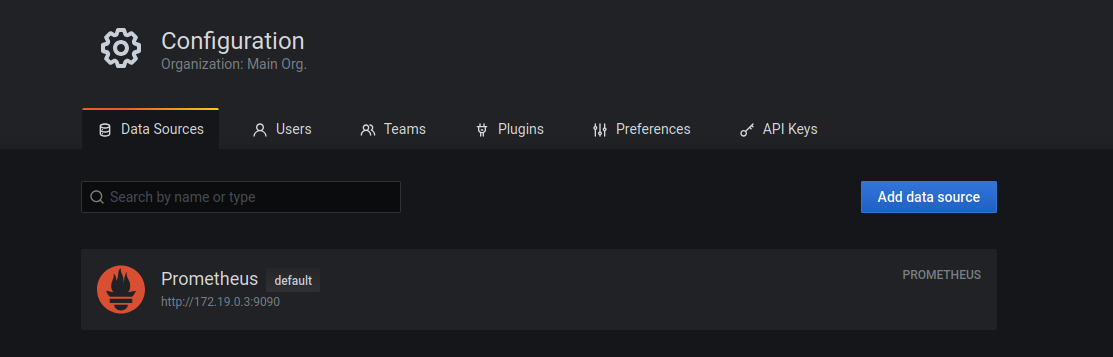 Configuration
Organization: Main Org.
Data Sources Users Teams Plugins Preferences API Keys
Search by name or type Add data source
Prometheus default PROMETHEUS
http://172.19.0.3:9090